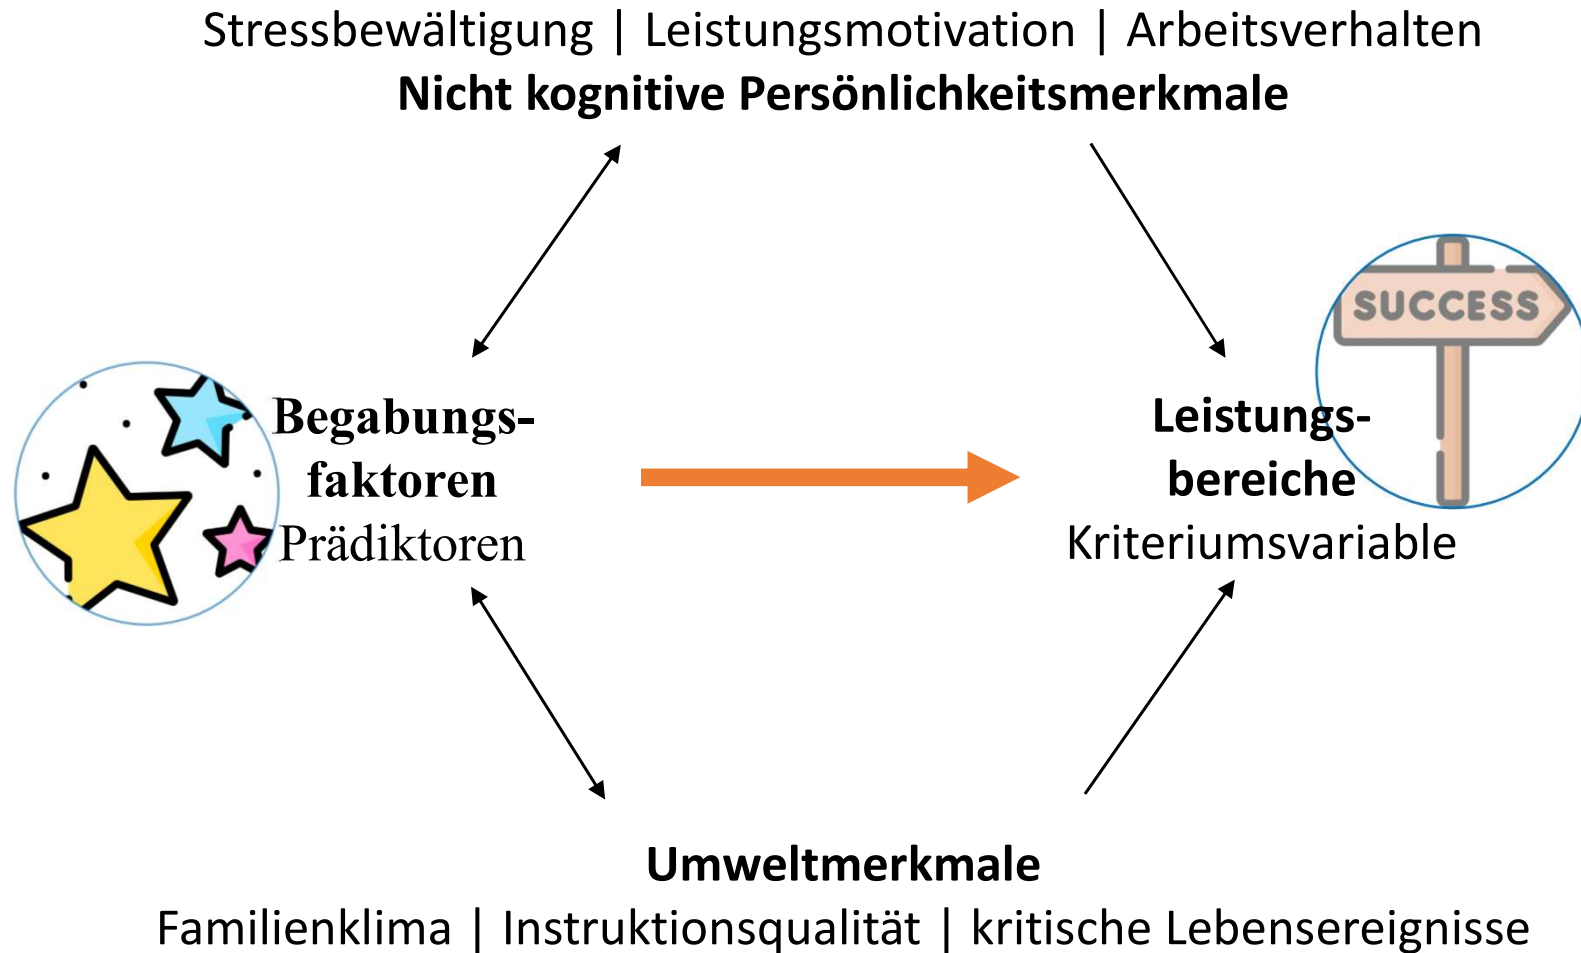 Stressbewältigung | Leistungsmotivation | Arbeitsverhalten
Nicht kognitive Persönlichkeitsmerkmale
SUCCESS
Begabungs-
faktoren
Prädiktoren
Leistungs-
bereiche
Kriteriumsvariable
Umweltmerkmale
Familienklima | Instruktionsqualität | kritische Lebensereignisse